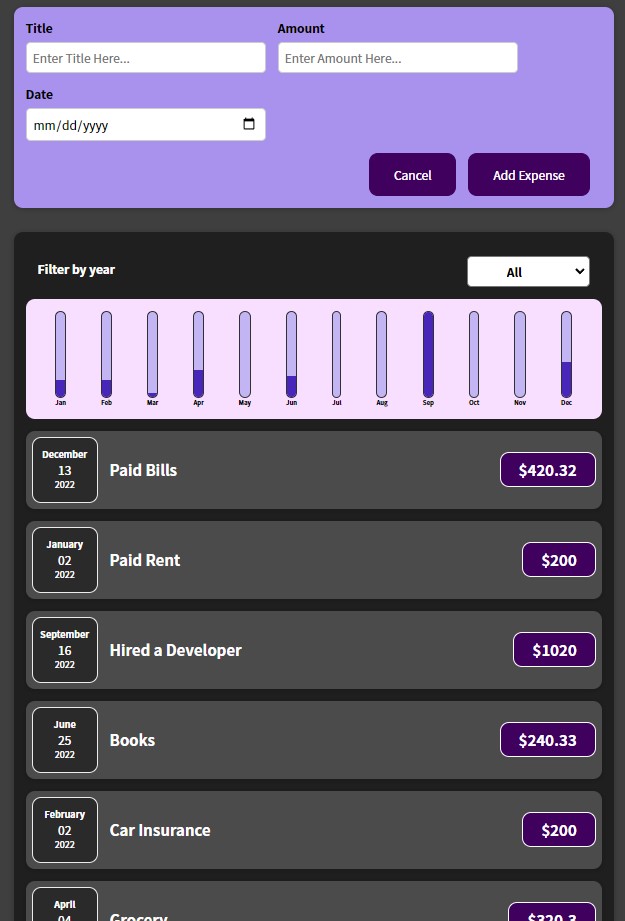 Title Amount
Enter Title Here... Enter Amount Here...
Date
mm/dd/yyyy
Cancel Add Expense
Filter by year All
Jan Feb Mar Apr May Jun Jul Aug Sep Oct Nov Dec
December
13
2022
Paid Bills
$420.32
January
02
2022
Paid Rent
$200
September
16
2022
Hired a Developer
$1020
June
25
2022
Books
$240.33
February
02
2022
Car Insurance
$200
April
04
Grocery
$320.3